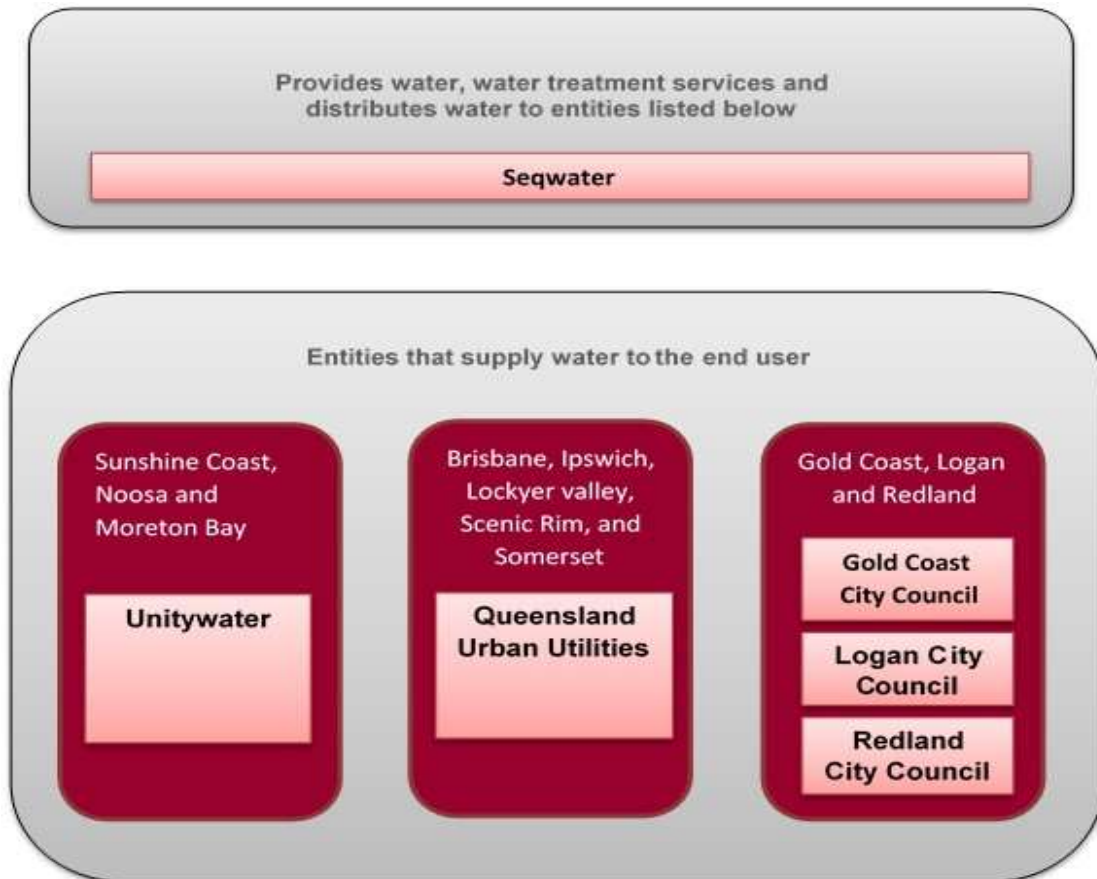 Provides water, water treatment services and
distributes water to entities listed below
Seqwater
Entities that supply water to the end user
Sunshine Coast,
Noosa and
Moreton Bay
Unitywater
Brisbane, Ipswich,
Lockyer valley,
Scenic Rim, and
Somerset
Queensland
Urban Utilities
Gold Coast, Logan
and Redland
Gold Coast
City Council
Logan City
Council
Redland
City Council